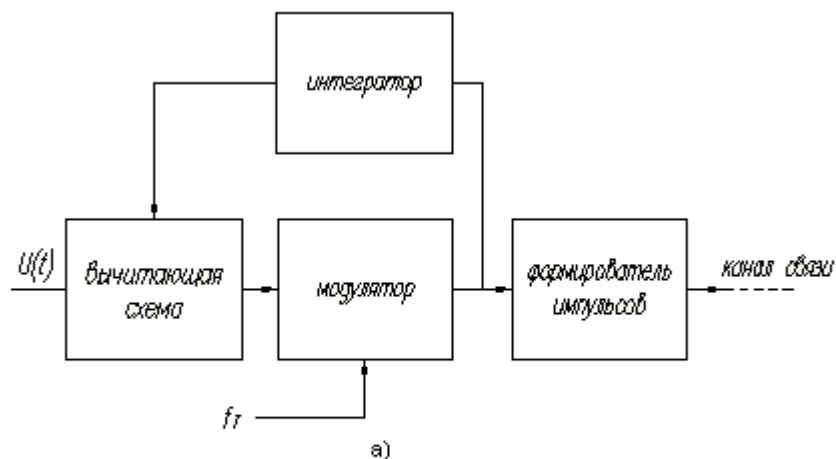 интегратор
U(t)
вычитающая
схема
модулятор
формирователь
импульсов
канал связи
fт
а)